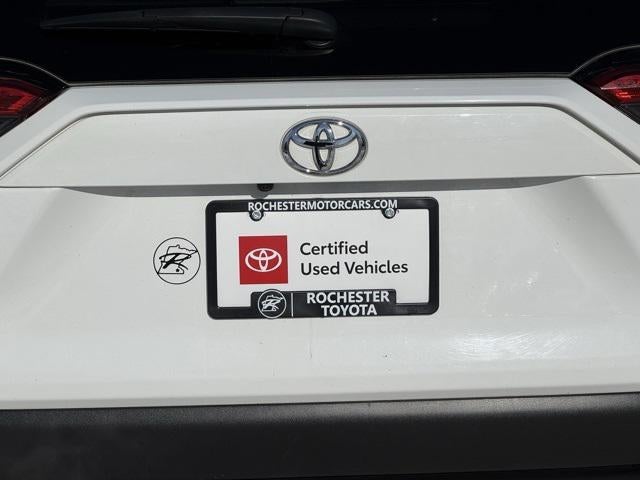 ROCHESTERMOTORCARS.COM
Certified
Used Vehicles
ROCHESTER
TOYOTA